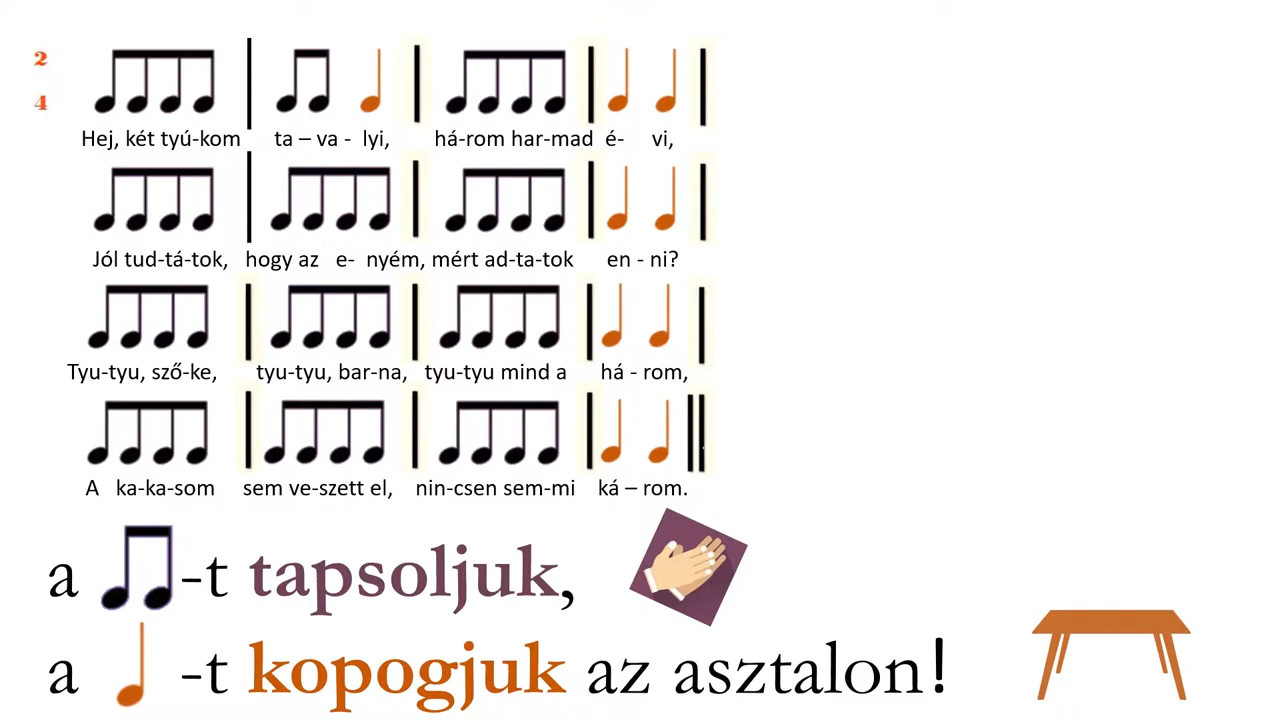 2
4
Hej, két tyú-kom ta – va - lyi, há-rom har-mad é- vi,
Jól tud-tá-tok, hogy az e- nyém, mért ad-ta-tok en - ni?
Tyu-tyu, sző-ke, tyu-tyu, bar-na, tyu-tyu mind a há - rom,
A ka-ka-som sem ve-szett el, nin-csen sem-mi ká – rom.
a -t tapsoljuk,
a -t kopogjuk az asztalon!